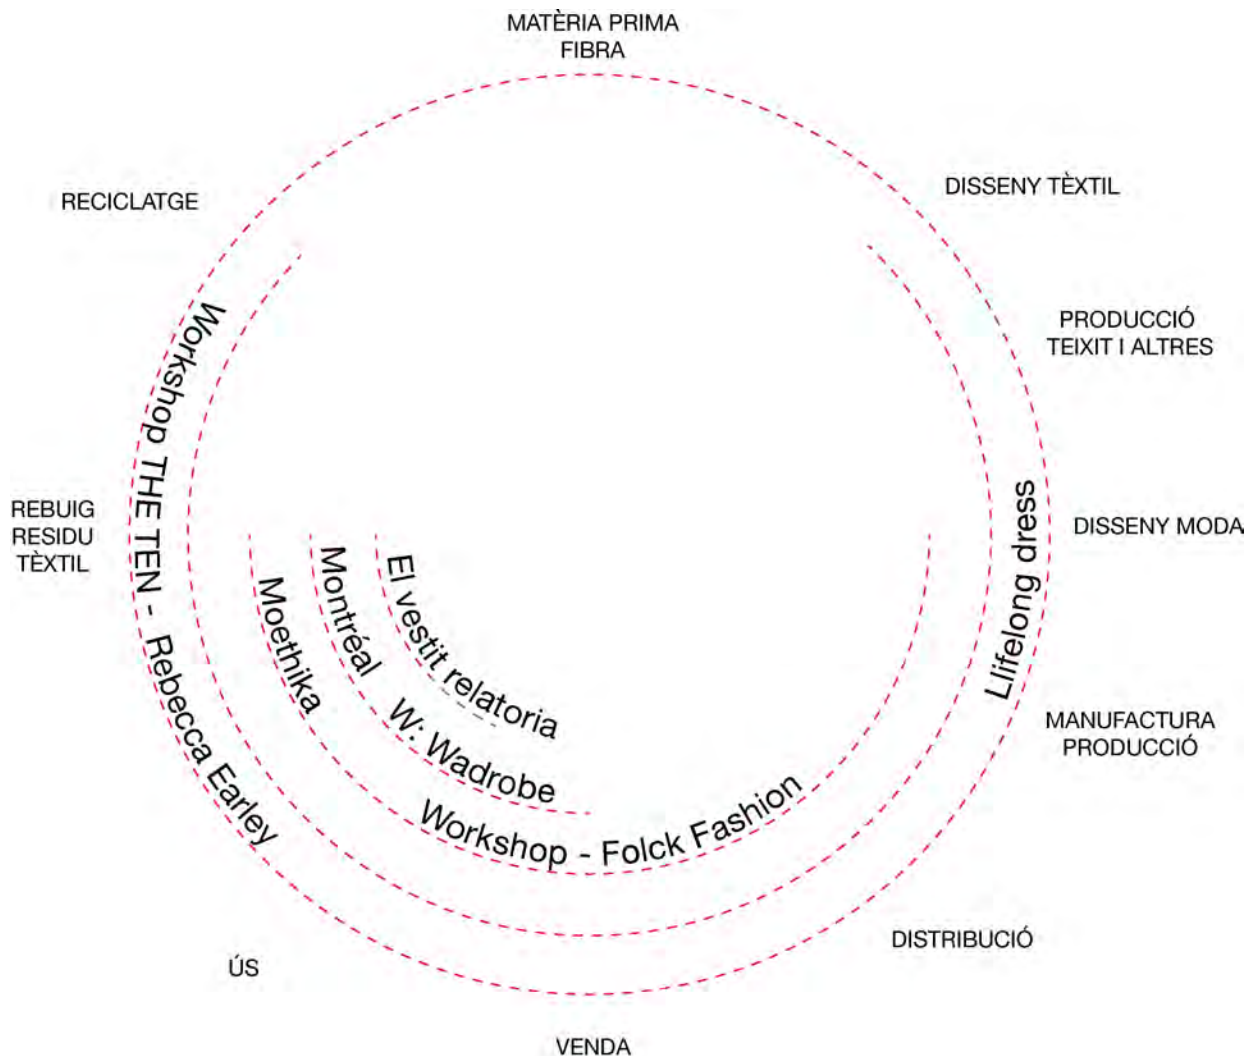 MATÈRIA PRIMA
FIBRA
DISSENY TÈXTIL
RECICLATGE
PRODUCCIÓ
TEIXIT I ALTRES
Workshop THE TEN - Rebecca Earley
Llifelong dress
REBUIG
RESIDU
TÈXTIL
DISSENY MODA
El vestit relatoria
Montréal W: Wadrobe
Moethika
Workshop - Folck Fashion
MANUFACTURA
PRODUCCIÓ
DISTRIBUCIÓ
ÚS
VENDA